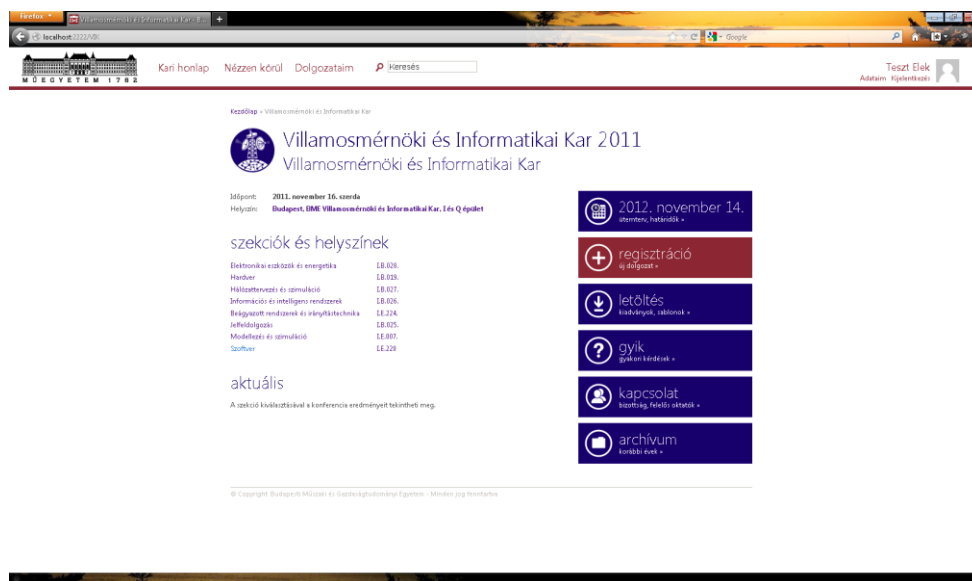 Firefox
Villamosmérnöki és Informatikai Kar - B...
localhost:2222/VIK
Google
MŰEGYETEM 1782
Kari honlap Nézzen körül Dolgozataim Keresés
Teszt Elek
Adataim Kijelentkezés
Kezdőlap » Villamosmérnöki és Informatikai Kar
Villamosmérnöki és Informatikai Kar 2011
Villamosmérnöki és Informatikai Kar
Időpont: 2011. november 16. szerda
Helyszín: Budapest, BME Villamosmérnöki és Informatikai Kar, I és Q épület
szekciók és helyszínek
Elektronikai eszközök és energetika I.B.028.
Hardver I.B.019.
Hálózattervezés és szimuláció I.B.027.
Információs és intelligens rendszerek I.B.026.
Beágyazott rendszerek és irányítástechnika I.E.224.
Jelfeldolgozás I.B.025.
Modellezés és szimuláció I.E.007.
Szoftver I.E.220
aktuális
A szekció kiválasztásával a konferencia eredményeit tekintheti meg.
2012. november 14.
ütemterv, határidők »
regisztráció
új dolgozat »
letöltés
kiadványok, sablonok »
gyik
gyakori kérdések »
kapcsolat
bizottság, felelős oktatók »
archívum
korábbi évek »
© Copyright Budapesti Műszaki és Gazdaságtudományi Egyetem - Minden jog fenntartva